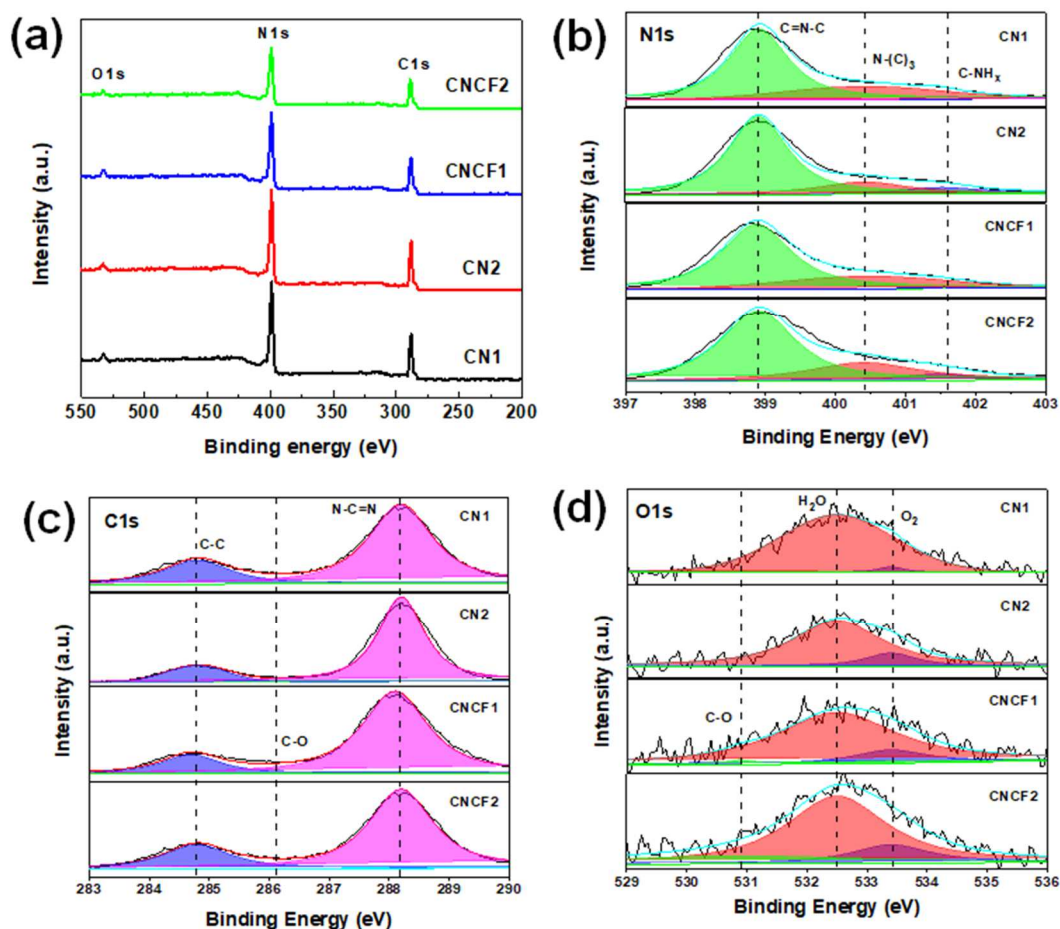 (a)
N1s
O1s
C1s
CNCF2
CNCF1
CN2
CN1
Intensity (a.u.)
550 500 450 400 350 300 250 200
Binding energy (eV)
(b)
N1s
C=N-C
CN1
N-(C)₃
C-NHₓ
CN2
CNCF1
CNCF2
Intensity (a.u.)
397 398 399 400 401 402 403
Binding Energy (eV)
(c)
C1s
N-C=N
CN1
C-C
CN2
CNCF1
C-O
CNCF2
Intensity (a.u.)
283 284 285 286 287 288 289 290
Binding Energy (eV)
(d)
O1s
H₂O
O₂
CN1
CN2
CNCF1
C-O
CNCF2
Intensity (a.u.)
529 530 531 532 533 534 535 536
Binding Energy (eV)